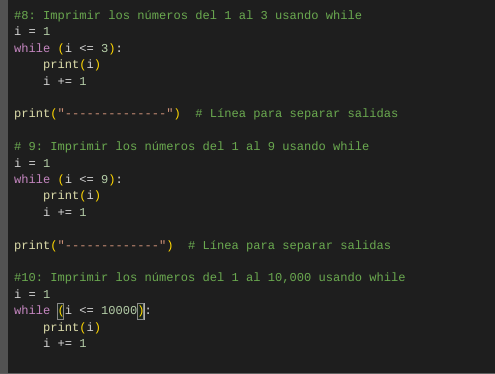 #8: Imprimir los números del 1 al 3 usando while
i = 1
while (i <= 3):
    print(i)
    i += 1
print("--------------")  # Línea para separar salidas
# 9: Imprimir los números del 1 al 9 usando while
i = 1
while (i <= 9):
    print(i)
    i += 1
print("-------------")  # Línea para separar salidas
#10: Imprimir los números del 1 al 10,000 usando while
i = 1
while (i <= 10000):
    print(i)
    i += 1